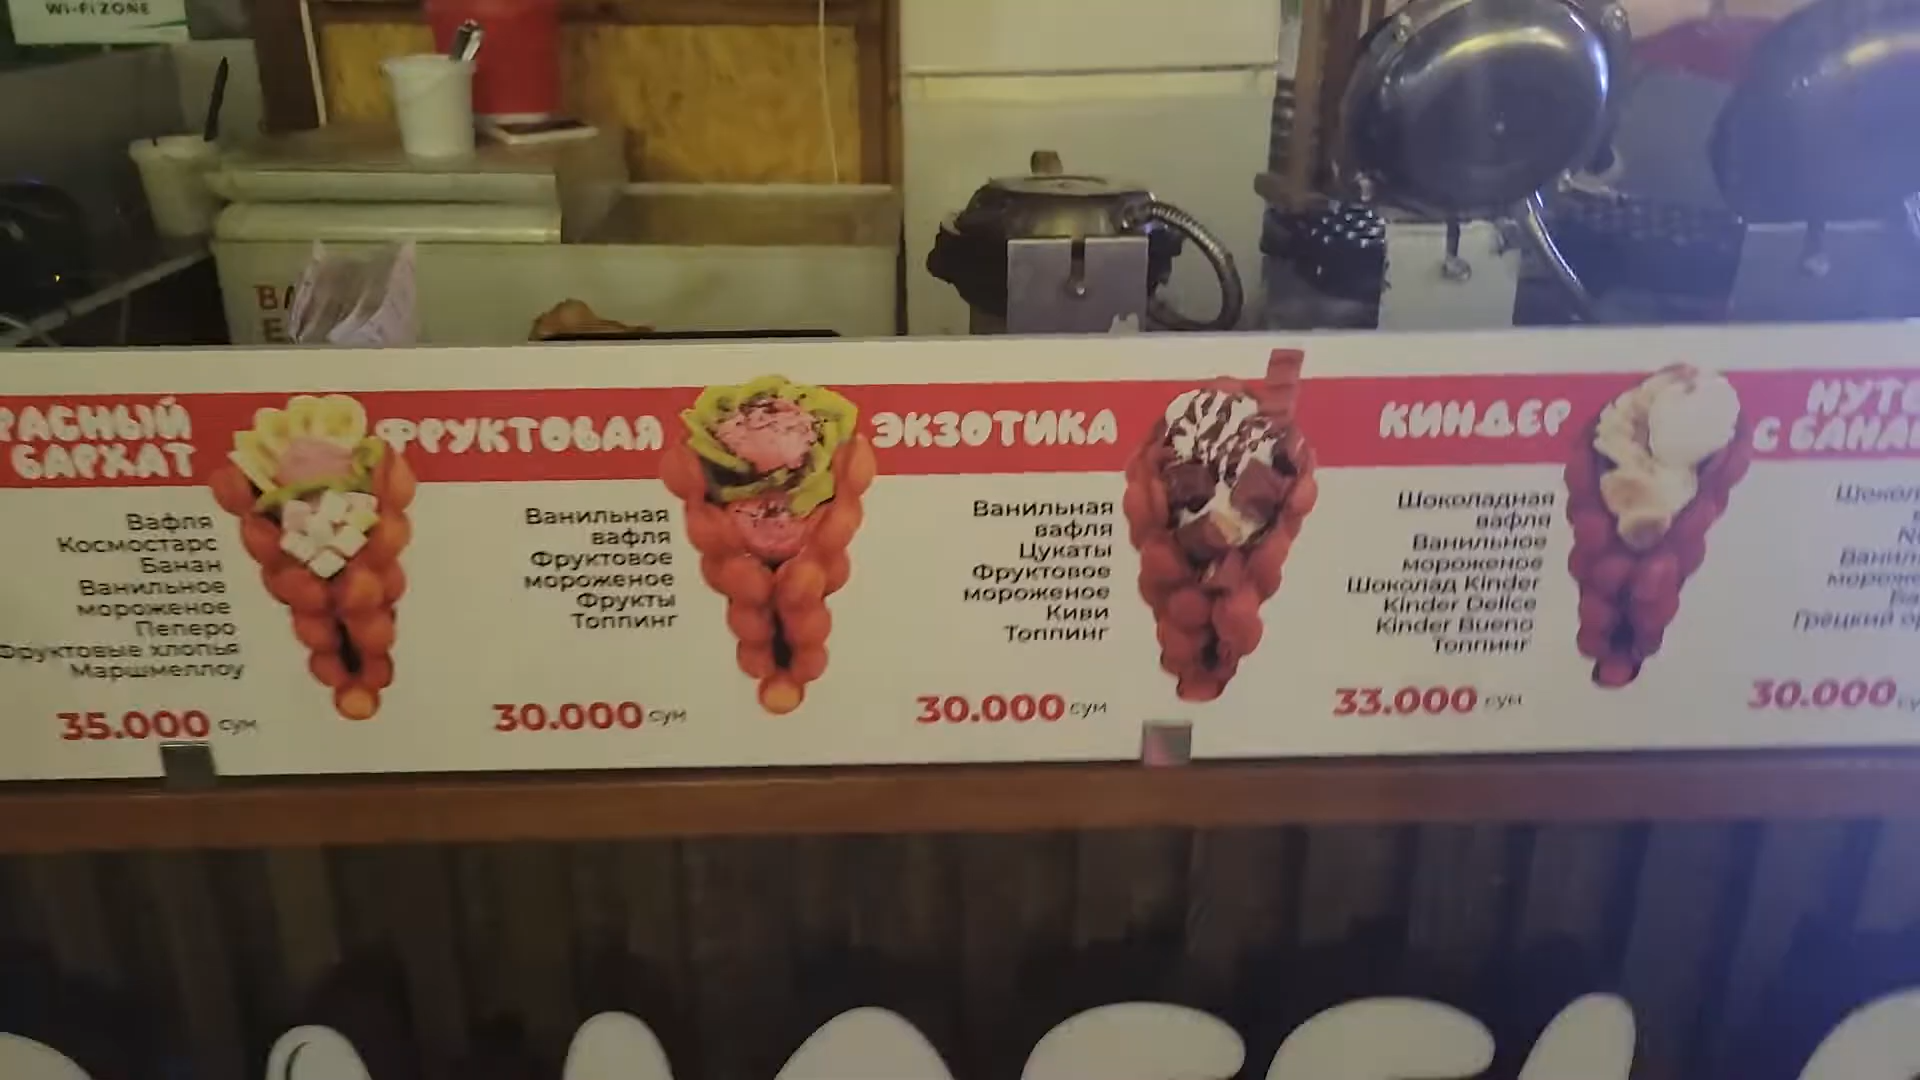 Wi-Fi ZONE
БАРХАТ
Вафля
Космостарс
Банан
Ванильное
мороженое
Пеперо
Фруктовые хлопья
Маршмеллоу
35.000 сум
ФРУКТОВАЯ
Ванильная
вафля
Фруктовое
мороженое
Фрукты
Топпинг
30.000 сум
ЭКЗОТИКА
Ванильная
вафля
Цукаты
Фруктовое
мороженое
Киви
Топпинг
30.000 сум
КИНДЕР
Шоколадная
вафля
Ванильное
мороженое
Шоколад Kinder
Kinder Delice
Kinder Bueno
Топпинг
33.000 сум
С
30.000